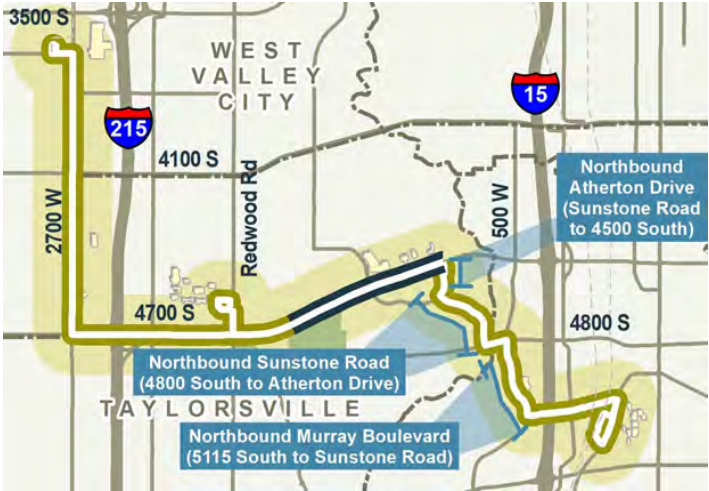 3500 S
WEST
VALLEY
CITY
215
15
4100 S
2700 W
Redwood Rd
500 W
Northbound
Atherton Drive
(Sunstone Road
to 4500 South)
4700 S
4800 S
Northbound Sunstone Road
(4800 South to Atherton Drive)
TAYLORSVILLE
Northbound Murray Boulevard
(5115 South to Sunstone Road)